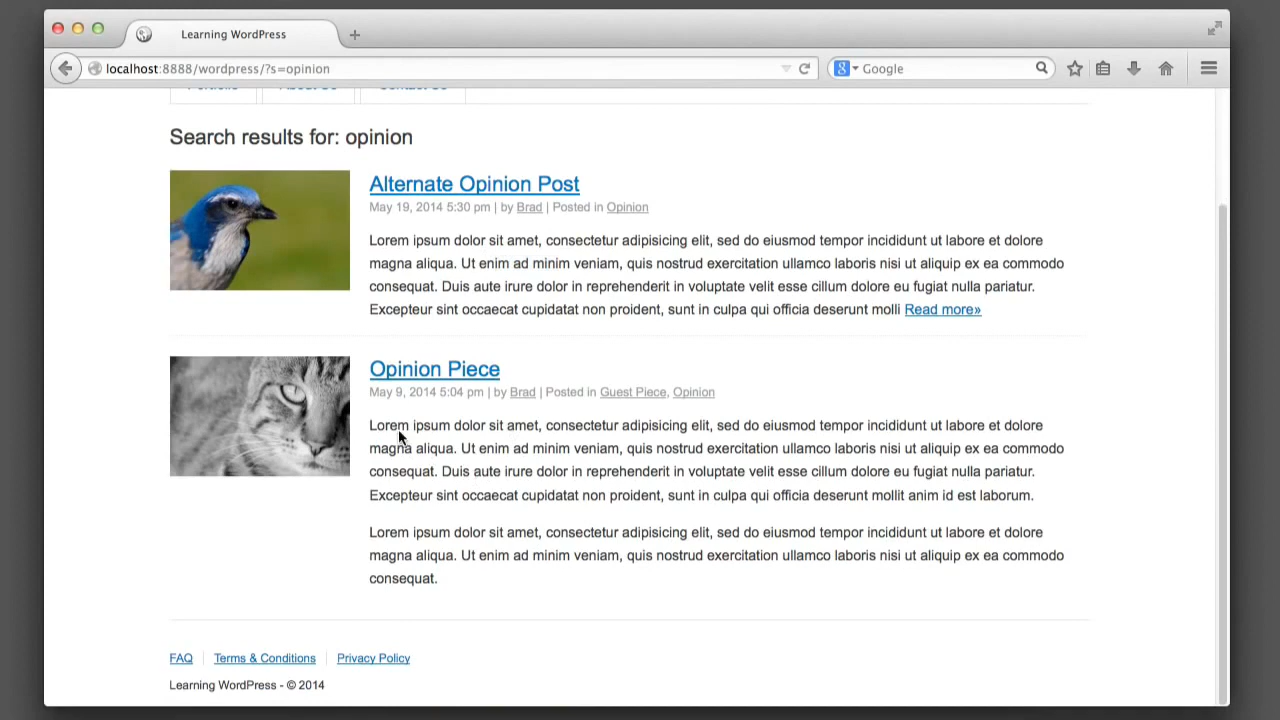 Learning WordPress
localhost:8888/wordpress/?s=opinion
Google
Portfolio About Us Contact Us
Search results for: opinion
Alternate Opinion Post
May 19, 2014 5:30 pm | by Brad | Posted in Opinion
Lorem ipsum dolor sit amet, consectetur adipisicing elit, sed do eiusmod tempor incididunt ut labore et dolore
magna aliqua. Ut enim ad minim veniam, quis nostrud exercitation ullamco laboris nisi ut aliquip ex ea commodo
consequat. Duis aute irure dolor in reprehenderit in voluptate velit esse cillum dolore eu fugiat nulla pariatur.
Excepteur sint occaecat cupidatat non proident, sunt in culpa qui officia deserunt molli Read more»
Opinion Piece
May 9, 2014 5:04 pm | by Brad | Posted in Guest Piece, Opinion
Lorem ipsum dolor sit amet, consectetur adipisicing elit, sed do eiusmod tempor incididunt ut labore et dolore
magna aliqua. Ut enim ad minim veniam, quis nostrud exercitation ullamco laboris nisi ut aliquip ex ea commodo
consequat. Duis aute irure dolor in reprehenderit in voluptate velit esse cillum dolore eu fugiat nulla pariatur.
Excepteur sint occaecat cupidatat non proident, sunt in culpa qui officia deserunt mollit anim id est laborum.
Lorem ipsum dolor sit amet, consectetur adipisicing elit, sed do eiusmod tempor incididunt ut labore et dolore
magna aliqua. Ut enim ad minim veniam, quis nostrud exercitation ullamco laboris nisi ut aliquip ex ea commodo
consequat.
FAQ Terms & Conditions Privacy Policy
Learning WordPress - © 2014